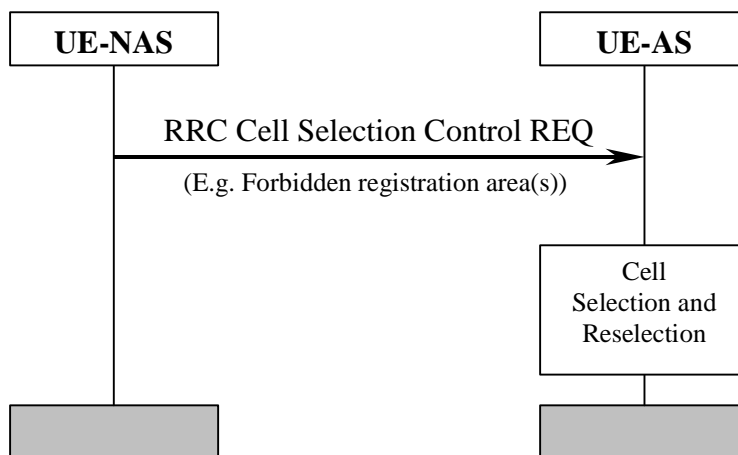 UE-NAS
UE-AS
RRC Cell Selection Control REQ
(E.g. Forbidden registration area(s))
Cell
Selection and
Reselection